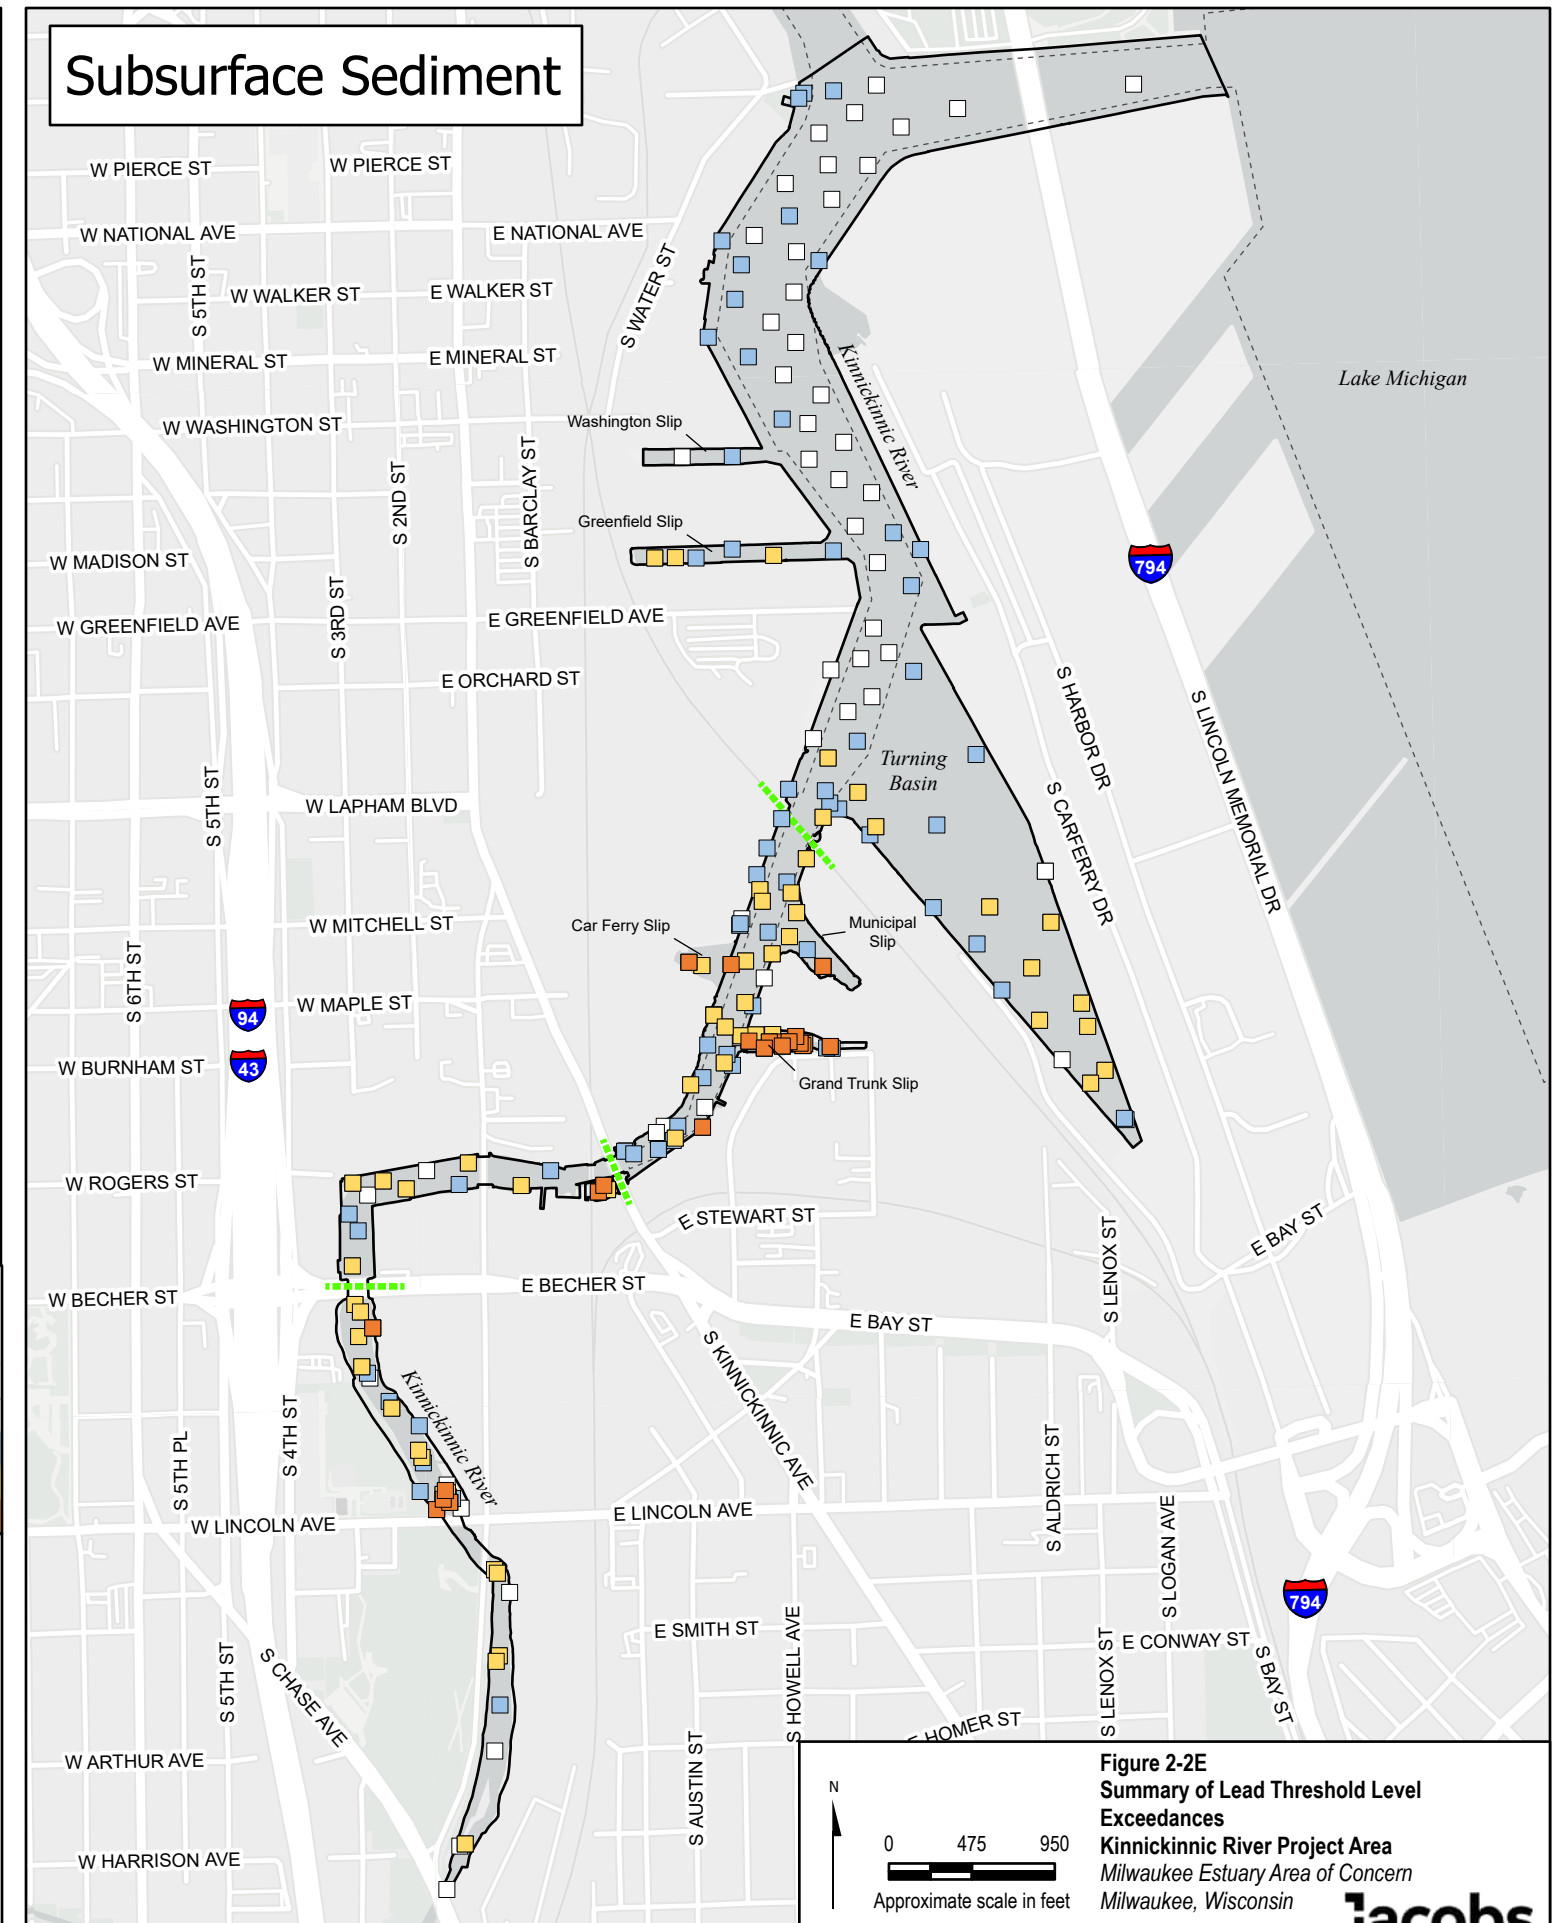 Subsurface Sediment
W PIERCE ST
W PIERCE ST
W NATIONAL AVE
E NATIONAL AVE
S 5TH ST
W WALKER ST
E WALKER ST
S WATER ST
W MINERAL ST
E MINERAL ST
Kinnickinnic River
Lake Michigan
W WASHINGTON ST
Washington Slip
S 2ND ST
S BARCLAY ST
Greenfield Slip
W MADISON ST
794
S 3RD ST
W GREENFIELD AVE
E GREENFIELD AVE
E ORCHARD ST
S HARBOR DR
S LINCOLN MEMORIAL DR
Turning
Basin
S 5TH ST
W LAPHAM BLVD
S CARFERRY DR
W MITCHELL ST
Car Ferry Slip
Municipal
Slip
S 6TH ST
W MAPLE ST
94
43
W BURNHAM ST
Grand Trunk Slip
W ROGERS ST
E STEWART ST
S LENOX ST
E BAY ST
W BECHER ST
E BECHER ST
E BAY ST
S KINNICKINNIC AVE
Kinnickinnic River
S 4TH ST
S 5TH PL
S ALDRICH ST
S LOGAN AVE
W LINCOLN AVE
E LINCOLN AVE
794
S 5TH ST
S CHASE AVE
E SMITH ST
S HOWELL AVE
S LENOX ST
E CONWAY ST
S BAY ST
E HOMER ST
S AUSTIN ST
W ARTHUR AVE
W HARRISON AVE
N
0 475 950
Approximate scale in feet
Figure 2-2E
Summary of Lead Threshold Level
Exceedances
Kinnickinnic River Project Area
Milwaukee Estuary Area of Concern
Milwaukee, Wisconsin
Jacobs